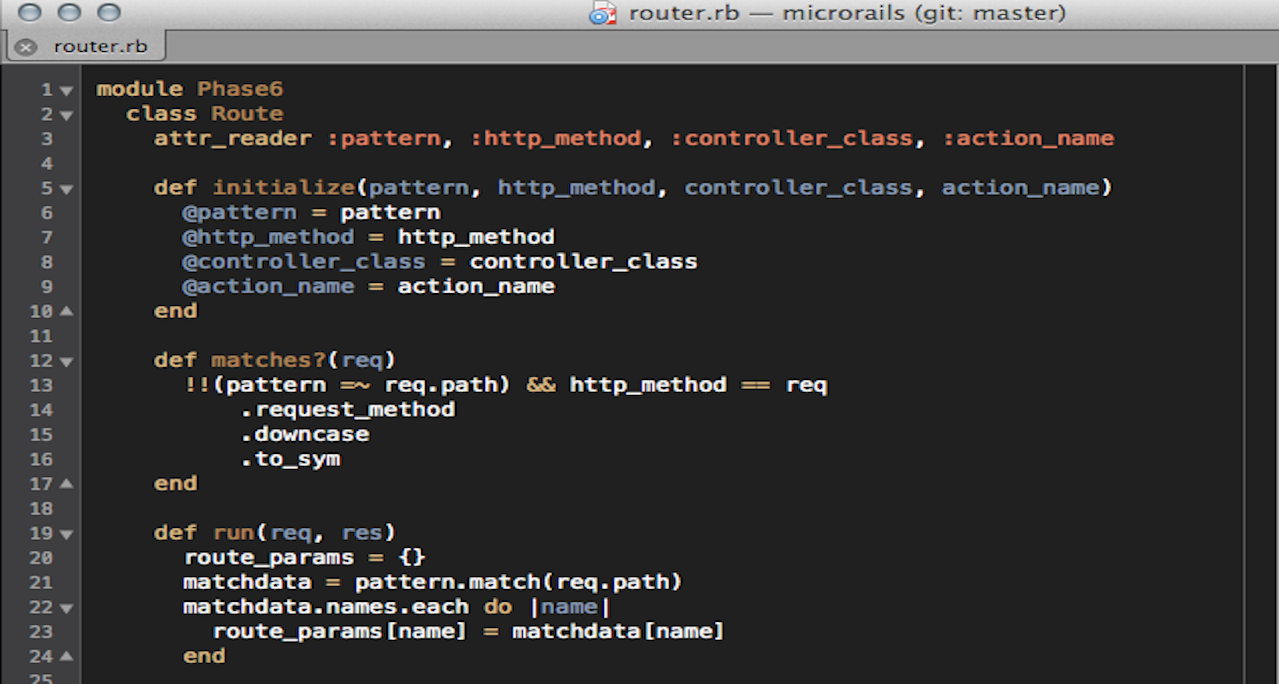 router.rb — microrails (git: master)
router.rb
1 module Phase6
2   class Route
3     attr_reader :pattern, :http_method, :controller_class, :action_name
4
5     def initialize(pattern, http_method, controller_class, action_name)
6       @pattern = pattern
7       @http_method = http_method
8       @controller_class = controller_class
9       @action_name = action_name
10     end
11
12     def matches?(req)
13       !!(pattern =~ req.path) && http_method == req
14           .request_method
15           .downcase
16           .to_sym
17     end
18
19     def run(req, res)
20       route_params = {}
21       matchdata = pattern.match(req.path)
22       matchdata.names.each do |name|
23         route_params[name] = matchdata[name]
24       end
25